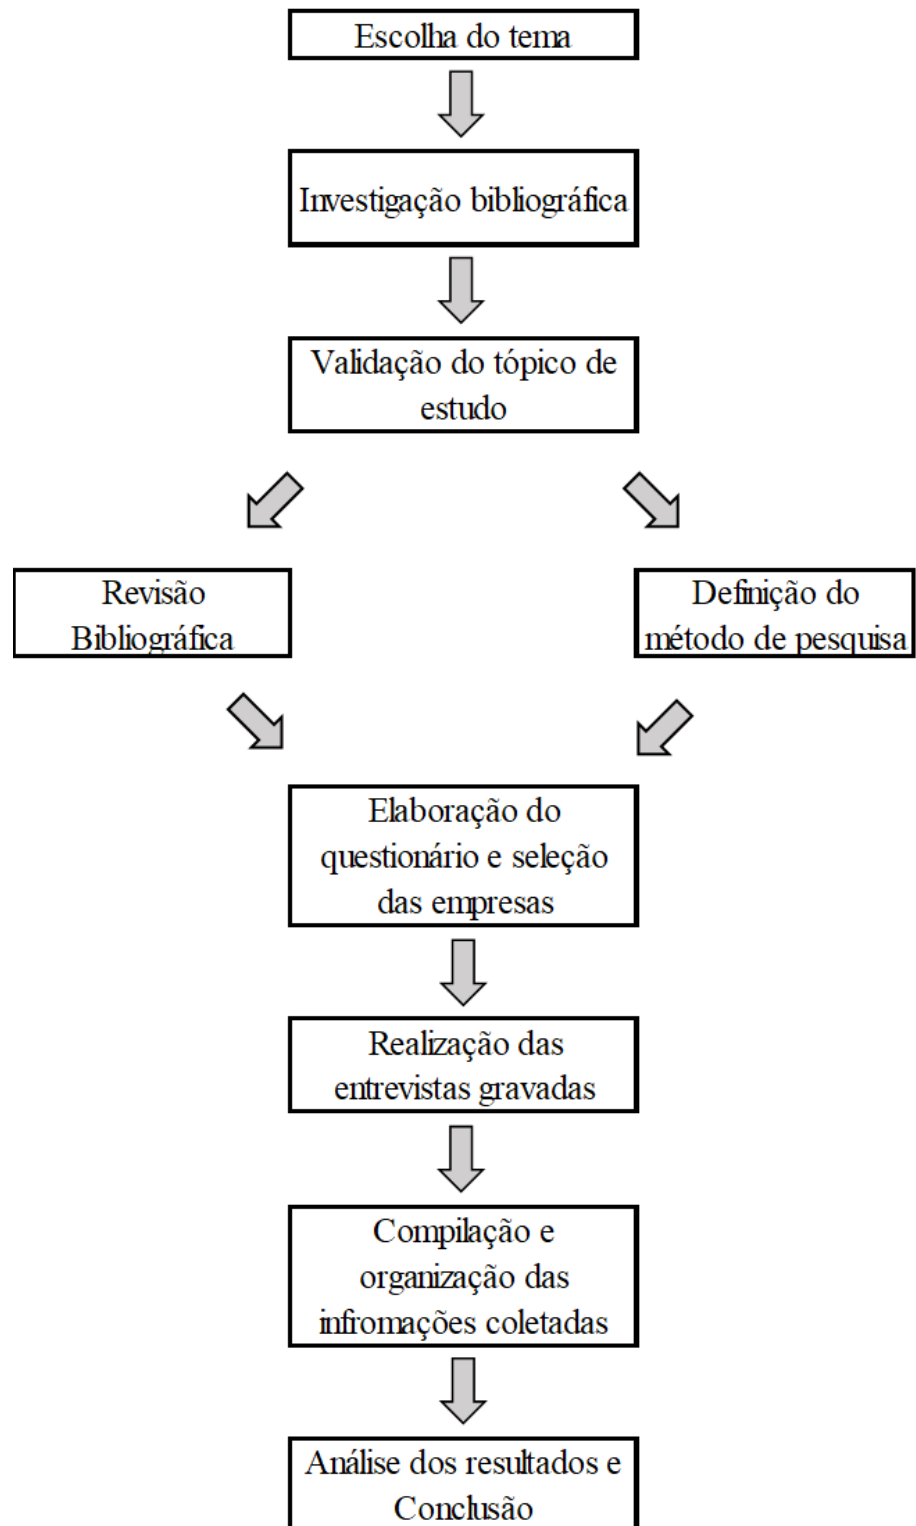 Escolha do tema
Investigação bibliográfica
Validação do tópico de
estudo
Revisão
Bibliográfica
Definição do
método de pesquisa
Elaboração do
questionário e seleção
das empresas
Realização das
entrevistas gravadas
Compilação e
organização das
infromações coletadas
Análise dos resultados e
Conclusão